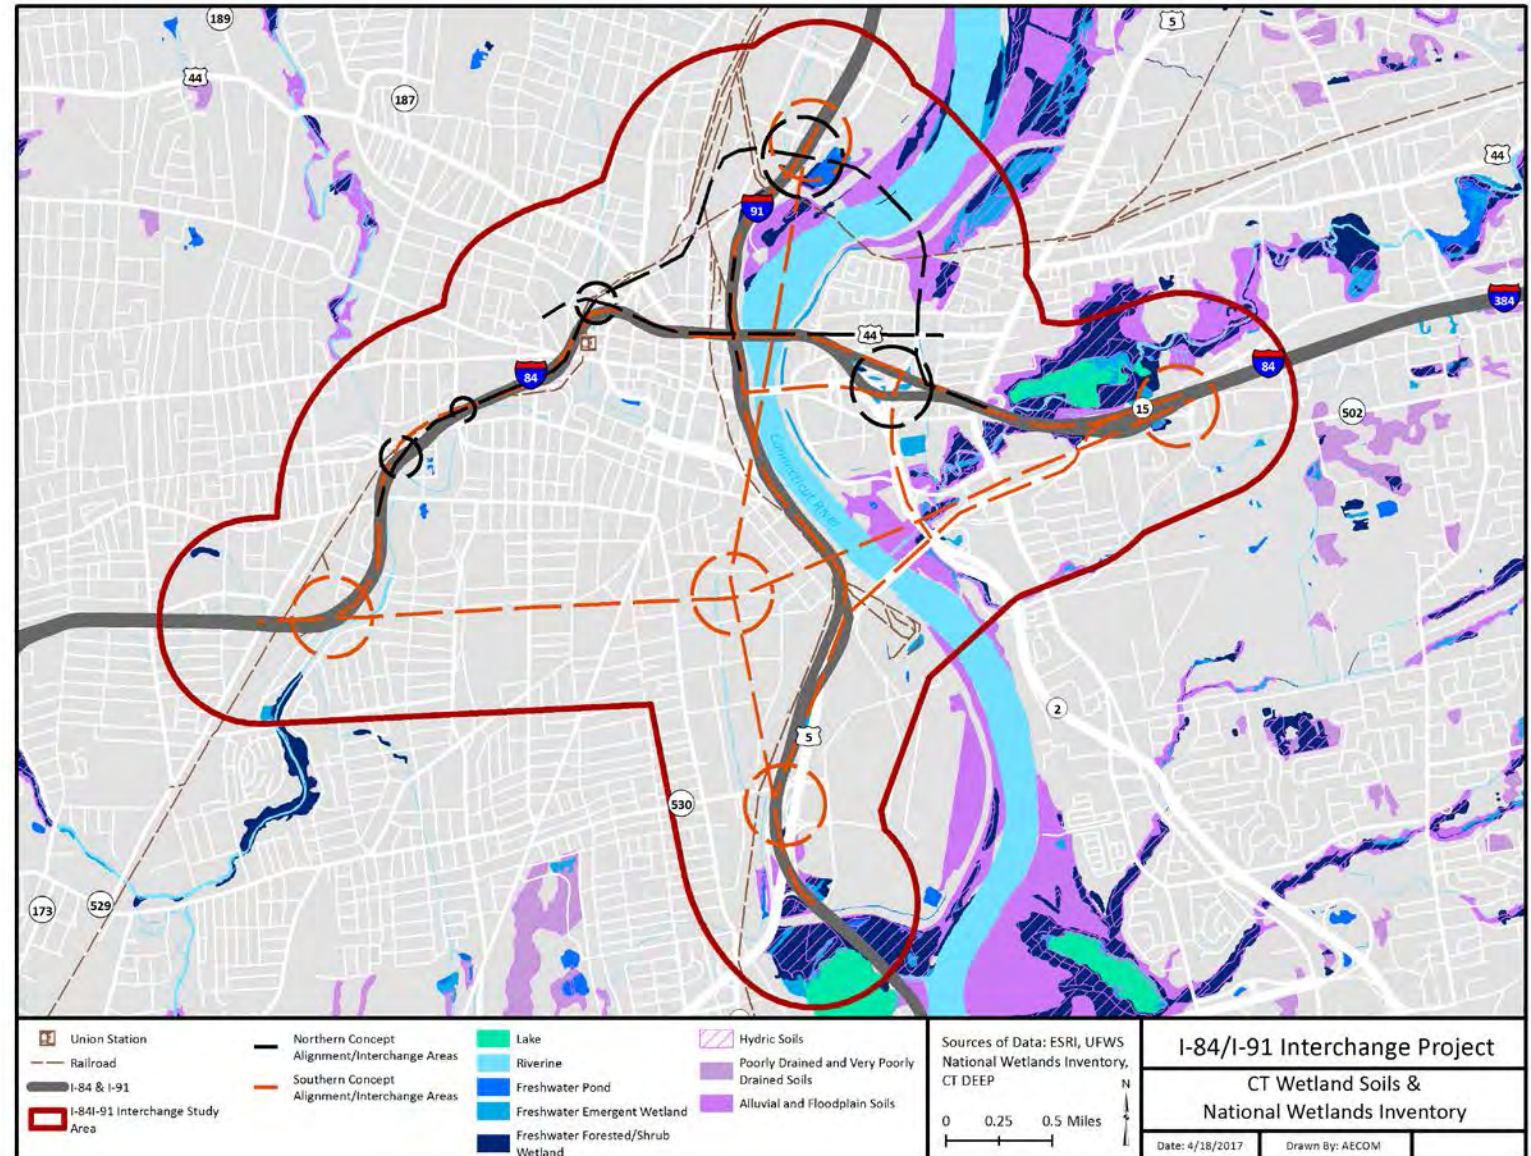 189
5
44
187
44
91
384
44
84
84
15
502
Connecticut River
2
5
530
529
173
Union Station
Railroad
I-84 & I-91
I-84I-91 Interchange Study
Area
Northern Concept
Alignment/Interchange Areas
Southern Concept
Alignment/Interchange Areas
Lake
Riverine
Freshwater Pond
Freshwater Emergent Wetland
Freshwater Forested/Shrub
Wetland
Hydric Soils
Poorly Drained and Very Poorly
Drained Soils
Alluvial and Floodplain Soils
Sources of Data: ESRI, UFWS
National Wetlands Inventory,
CT DEEP
N
0 0.25 0.5 Miles
I-84/I-91 Interchange Project
CT Wetland Soils &
National Wetlands Inventory
Date: 4/18/2017
Drawn By: AECOM